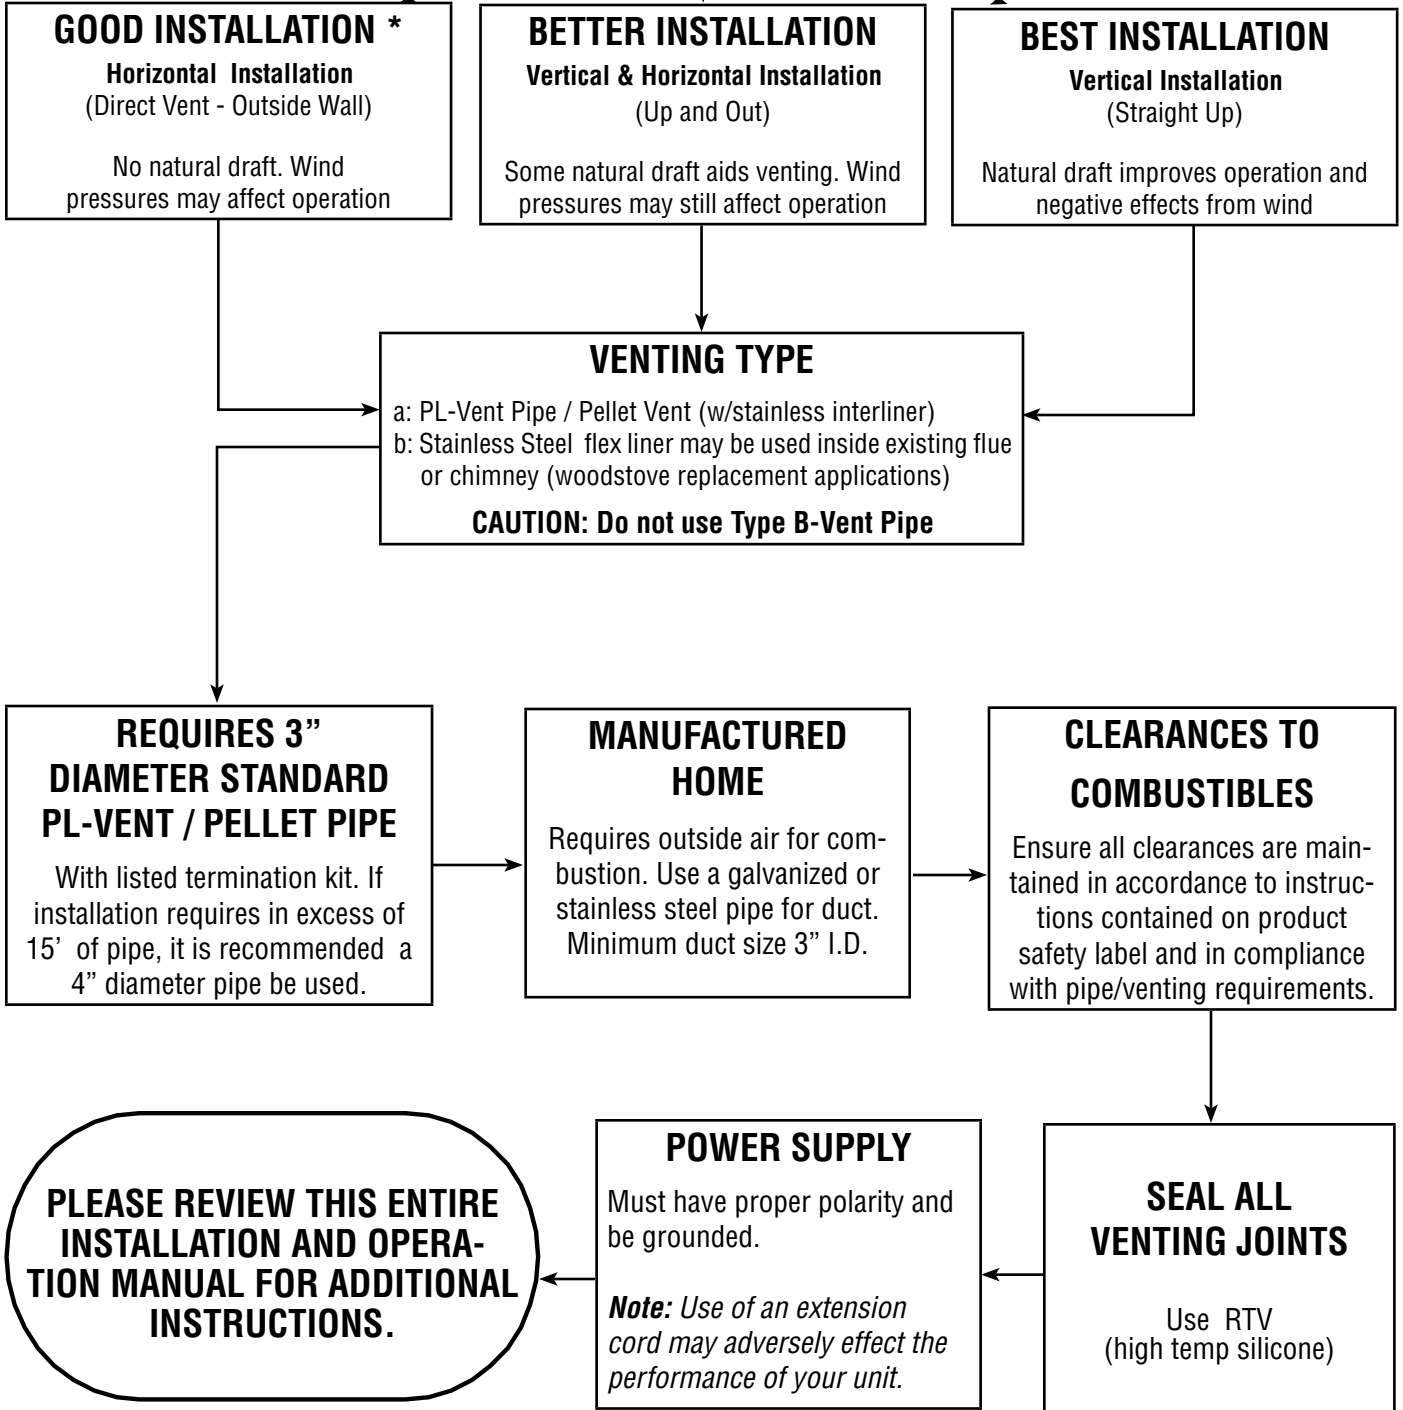 GOOD INSTALLATION *
Horizontal Installation
(Direct Vent - Outside Wall)
No natural draft. Wind
pressures may affect operation
BETTER INSTALLATION
Vertical & Horizontal Installation
(Up and Out)
Some natural draft aids venting. Wind
pressures may still affect operation
BEST INSTALLATION
Vertical Installation
(Straight Up)
Natural draft improves operation and
negative effects from wind
VENTING TYPE
a: PL-Vent Pipe / Pellet Vent (w/stainless interliner)
b: Stainless Steel flex liner may be used inside existing flue
or chimney (woodstove replacement applications)
CAUTION: Do not use Type B-Vent Pipe
REQUIRES 3”
DIAMETER STANDARD
PL-VENT / PELLET PIPE
With listed termination kit. If
installation requires in excess of
15’ of pipe, it is recommended a
4” diameter pipe be used.
MANUFACTURED
HOME
Requires outside air for com-
bustion. Use a galvanized or
stainless steel pipe for duct.
Minimum duct size 3” I.D.
CLEARANCES TO
COMBUSTIBLES
Ensure all clearances are main-
tained in accordance to instruc-
tions contained on product
safety label and in compliance
with pipe/venting requirements.
SEAL ALL
VENTING JOINTS
Use RTV
(high temp silicone)
POWER SUPPLY
Must have proper polarity and
be grounded.
Note: Use of an extension
cord may adversely effect the
performance of your unit.
PLEASE REVIEW THIS ENTIRE
INSTALLATION AND OPERA-
TION MANUAL FOR ADDITIONAL
INSTRUCTIONS.